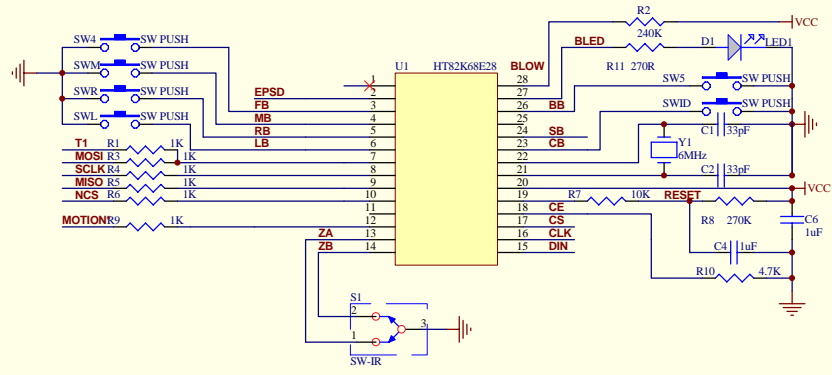 R2
VCC
240K
SW4 SW PUSH
BLED
D1 LED1
SWM SW PUSH
U1 HT82K68E28 BLOW
R11 270R
SW5 SW PUSH
SWR SW PUSH
1 28
EPSD 2 27
FB 3 26 BB
SWID SW PUSH
SWL SW PUSH
MB 4 25
C1 33pF
RB 5 24 SB
T1 R1 1K
LB 6 23 CB
Y1
6MHz
MOSI R3 1K 7 22
C2 33pF
SCLK R4 1K 8 21
MISO R5 1K 9 20
VCC
NCS R6 1K 10 19 R7 10K RESET
11 18 CE
R8 270K
C6
1uF
MOTION R9 1K 12 17 CS
ZA 13 16 CLK
ZB 14 15 DIN
C4 1uF
R10 4.7K
S1
2
3
1
SW-IR